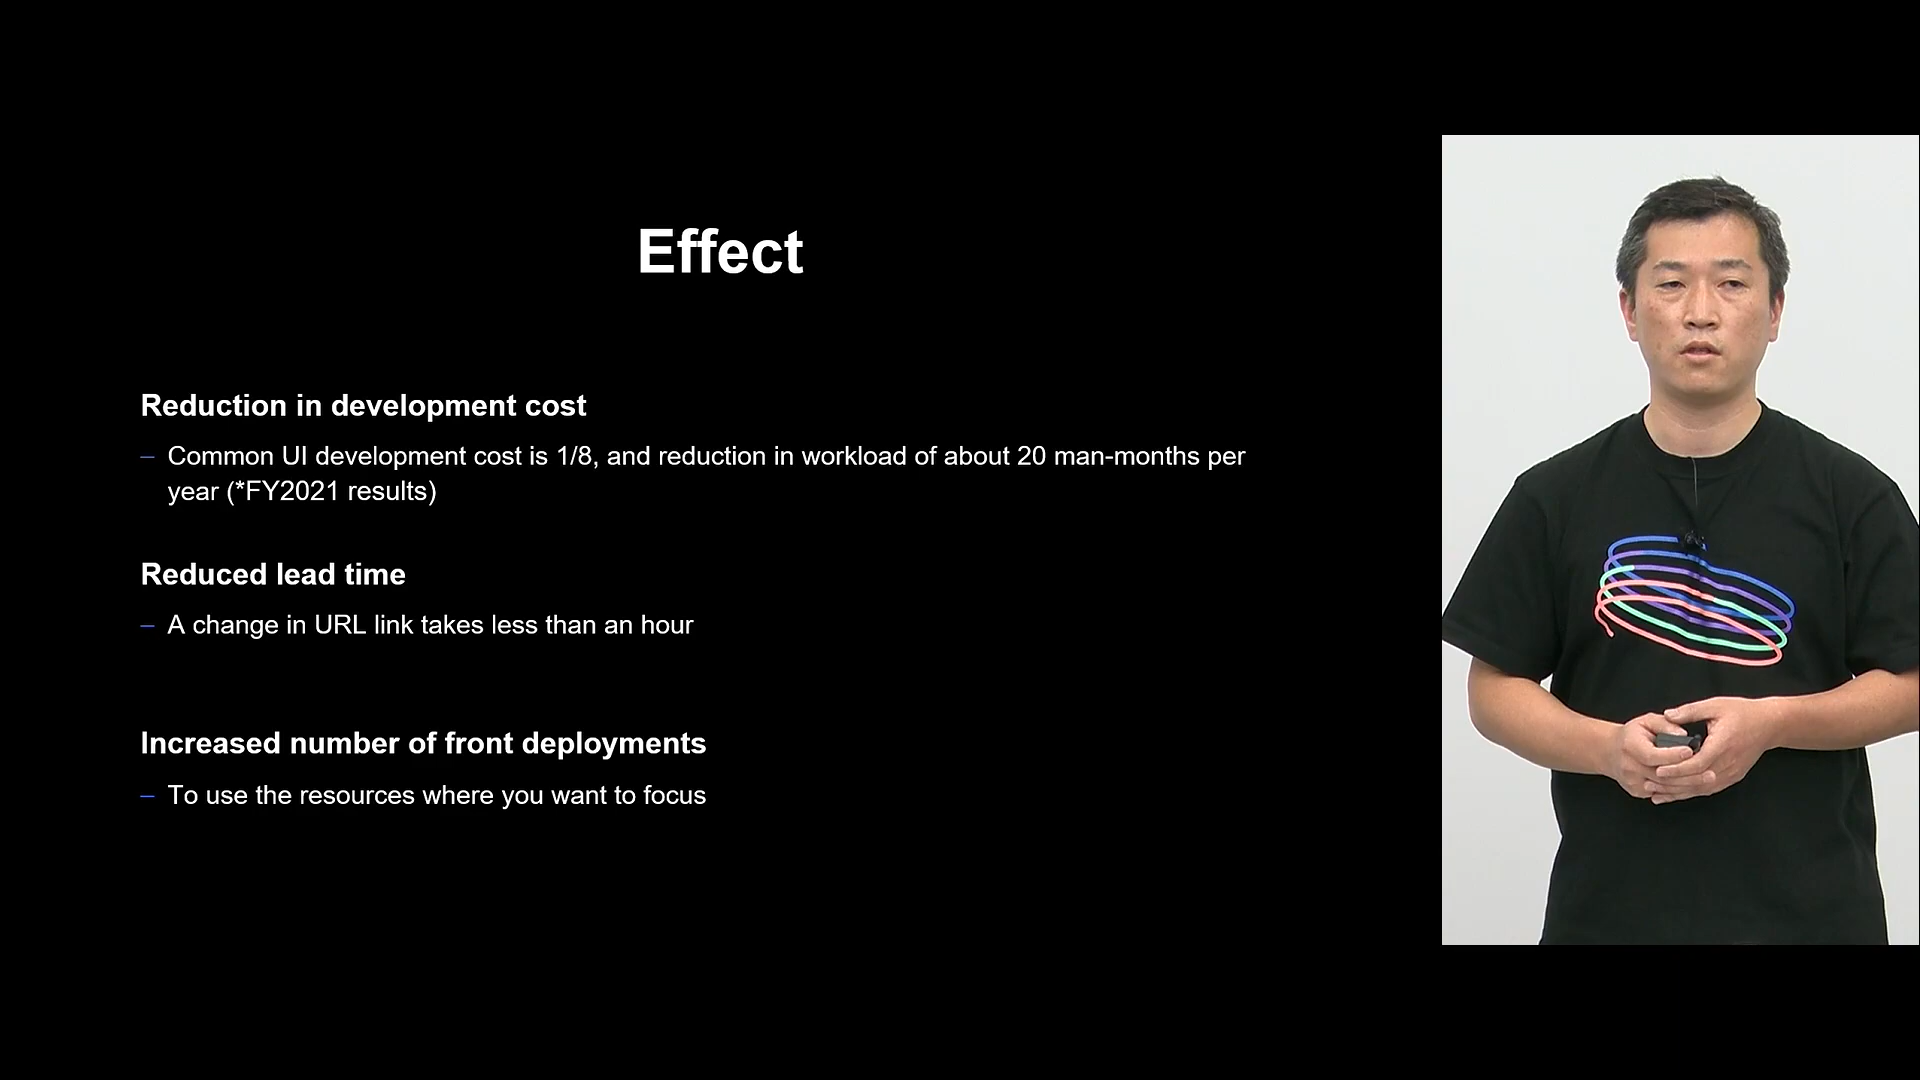 Effect
Reduction in development cost
– Common UI development cost is 1/8, and reduction in workload of about 20 man-months per
year (*FY2021 results)
Reduced lead time
– A change in URL link takes less than an hour
Increased number of front deployments
– To use the resources where you want to focus